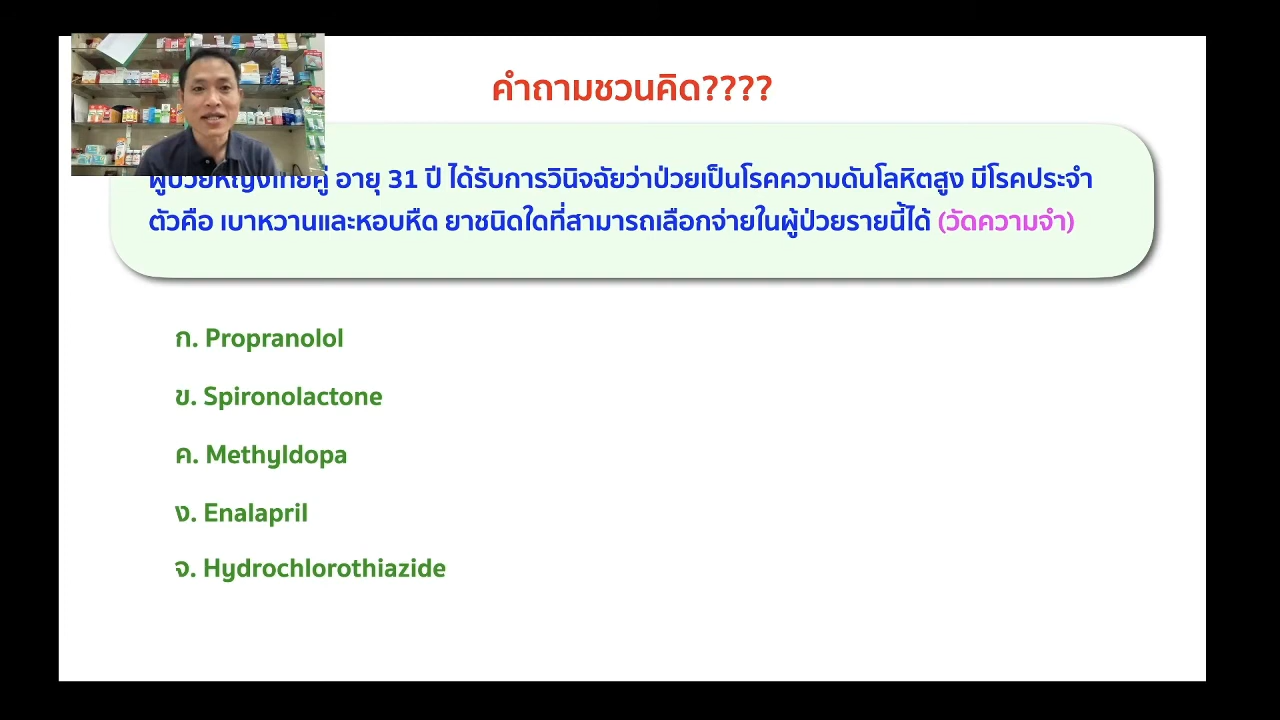 คำถามชวนคิด????
อายุ 31 ปี ได้รับการวินิจฉัยว่าป่วยเป็นโรคความดันโลหิตสูง มีโรคประจำ
ตัวคือ เบาหวานและหอบหืด ยาชนิดใดที่สามารถเลือกจ่ายในผู้ป่วยรายนี้ได้ (วัดความจำ)
ก. Propranolol
ข. Spironolactone
ค. Methyldopa
ง. Enalapril
จ. Hydrochlorothiazide